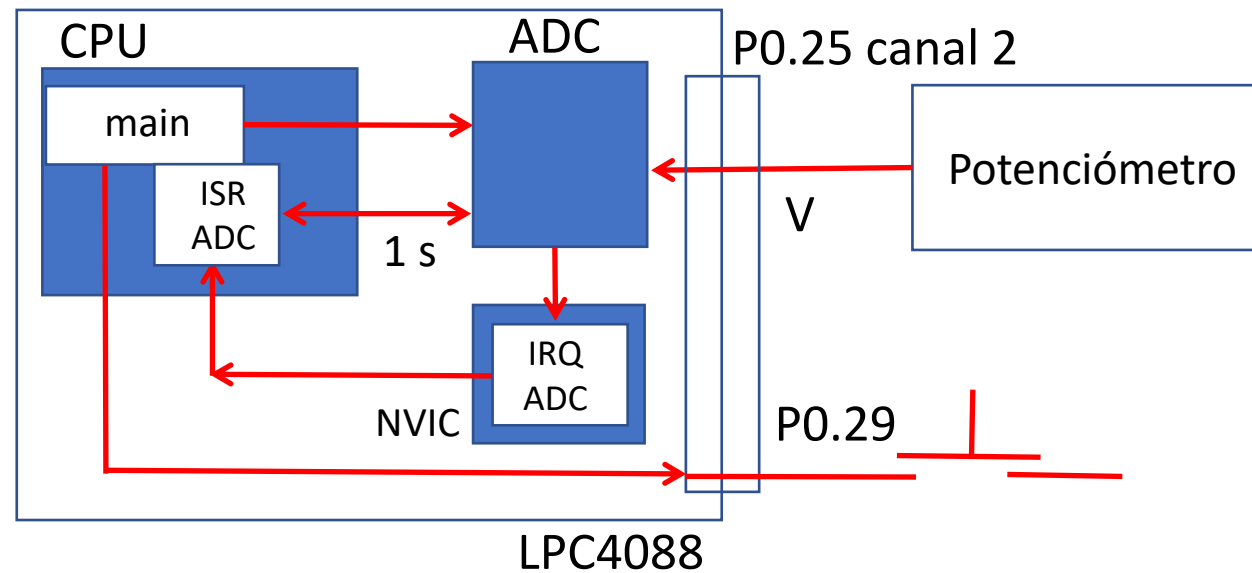 CPU
ADC
P0.25 canal 2
main
Potenciómetro
ISR
ADC
1 s
V
IRQ
ADC
NVIC
P0.29
LPC4088